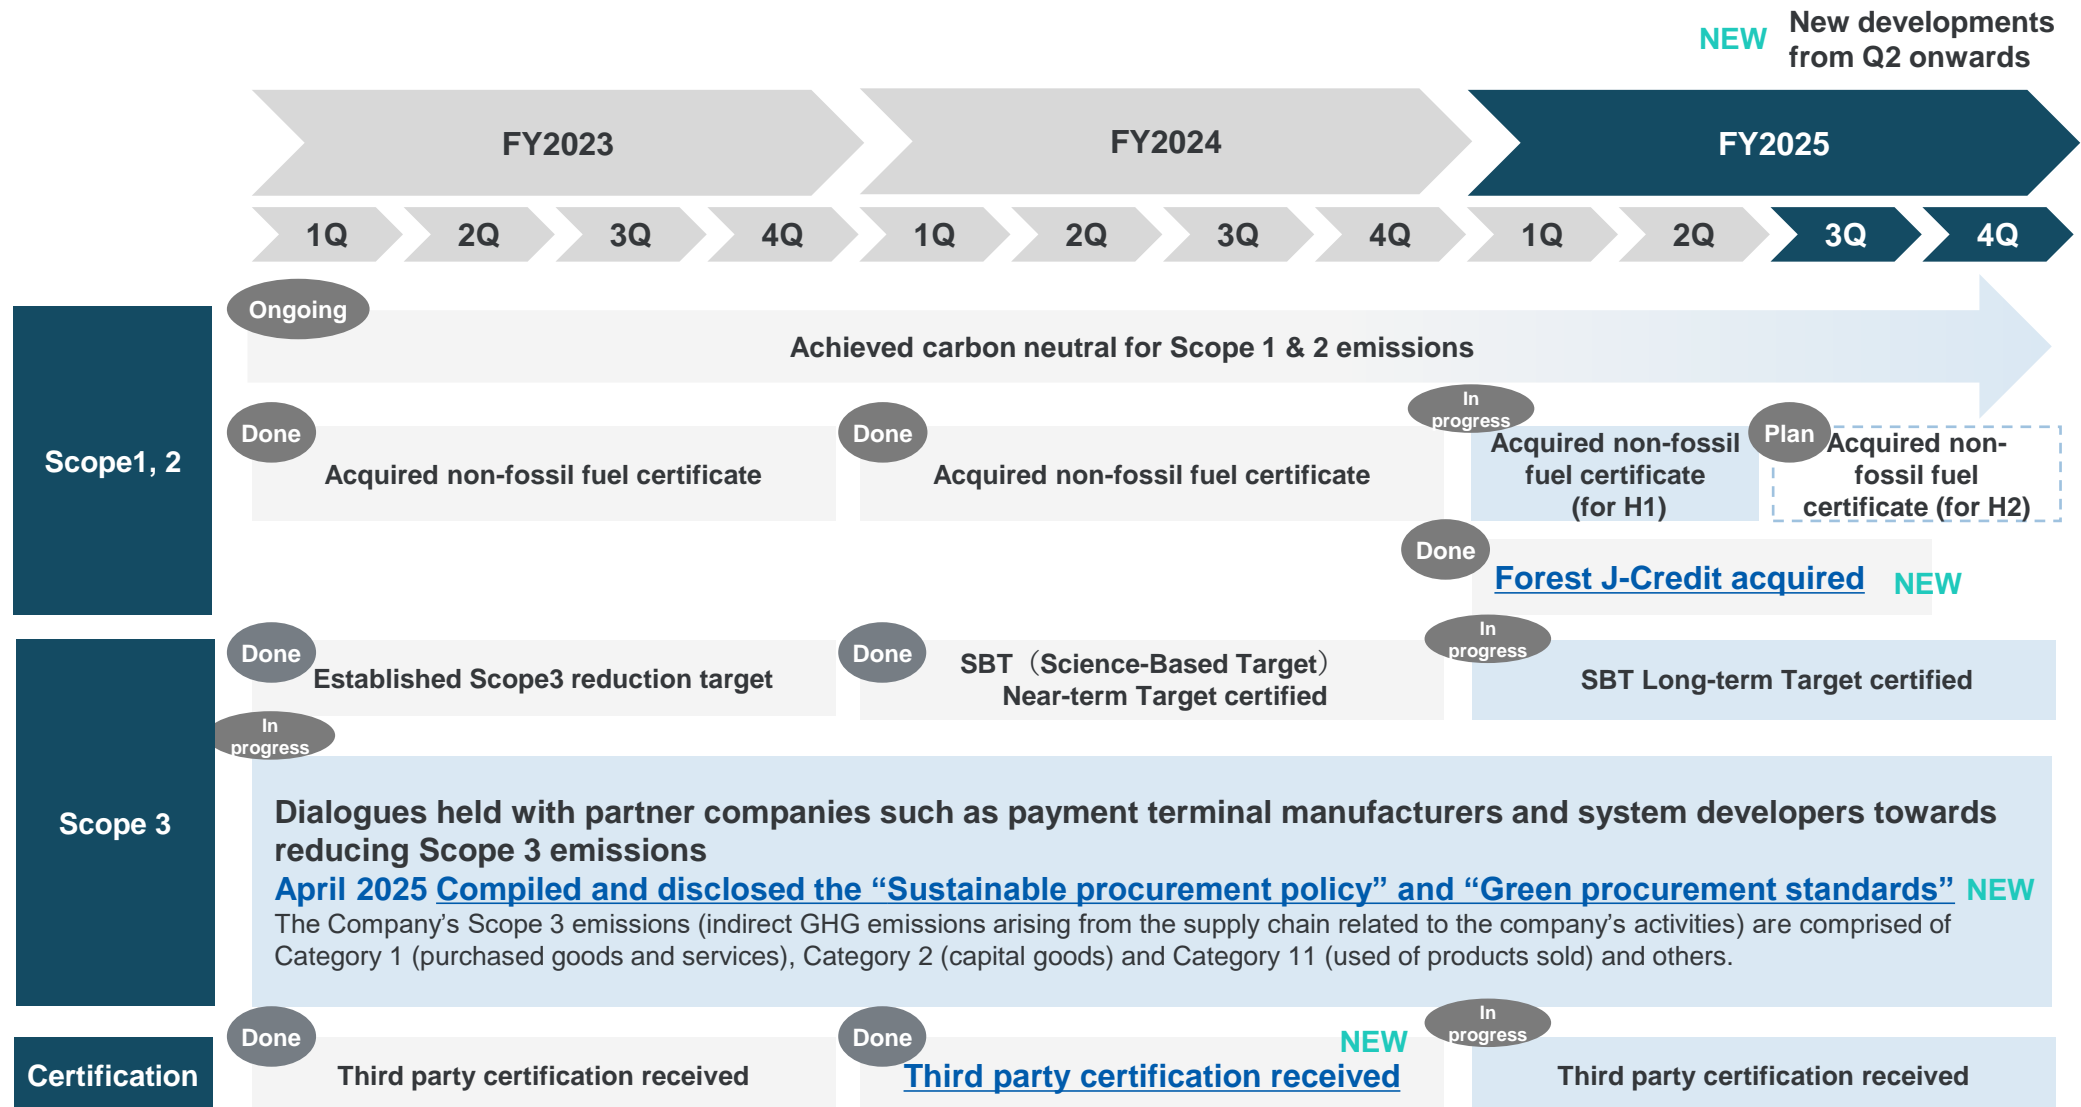 NEW
New developments
from Q2 onwards
FY2023
FY2024
FY2025
1Q
2Q
3Q
4Q
1Q
2Q
3Q
4Q
1Q
2Q
3Q
4Q
Scope1, 2
Ongoing
Achieved carbon neutral for Scope 1 & 2 emissions
Done
Acquired non-fossil fuel certificate
Done
Acquired non-fossil fuel certificate
In
progress
Acquired non-fossil
fuel certificate
(for H1)
Plan
Acquired non-
fossil fuel
certificate (for H2)
Done
Forest J-Credit acquired
NEW
Scope 3
Done
Established Scope3 reduction target
Done
SBT（Science-Based Target）
Near-term Target certified
In
progress
SBT Long-term Target certified
In
progress
Dialogues held with partner companies such as payment terminal manufacturers and system developers towards
reducing Scope 3 emissions
April 2025 Compiled and disclosed the “Sustainable procurement policy” and “Green procurement standards” NEW
The Company’s Scope 3 emissions (indirect GHG emissions arising from the supply chain related to the company’s activities) are comprised of
Category 1 (purchased goods and services), Category 2 (capital goods) and Category 11 (used of products sold) and others.
Certification
Done
Third party certification received
Done
NEW
Third party certification received
In
progress
Third party certification received